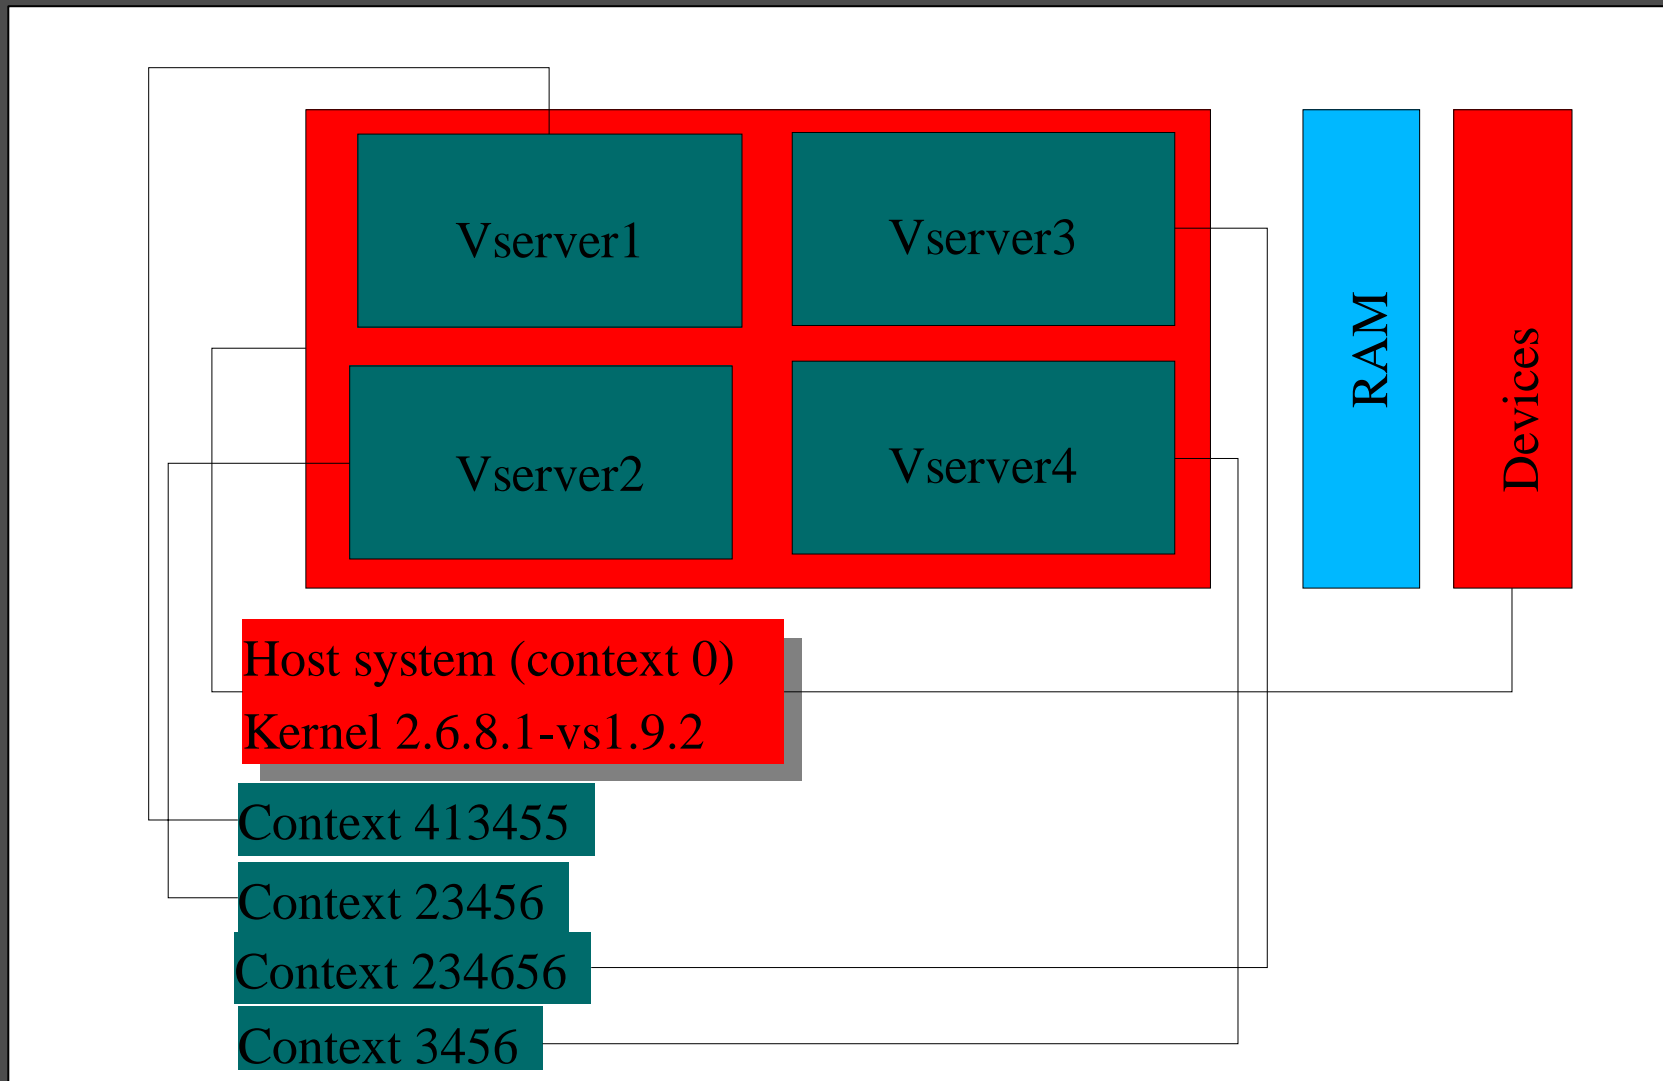 Vserver1
Vserver3
Vserver2
Vserver4
RAM
Devices
Host system (context 0)
Kernel 2.6.8.1-vs1.9.2
Context 413455
Context 23456
Context 234656
Context 3456